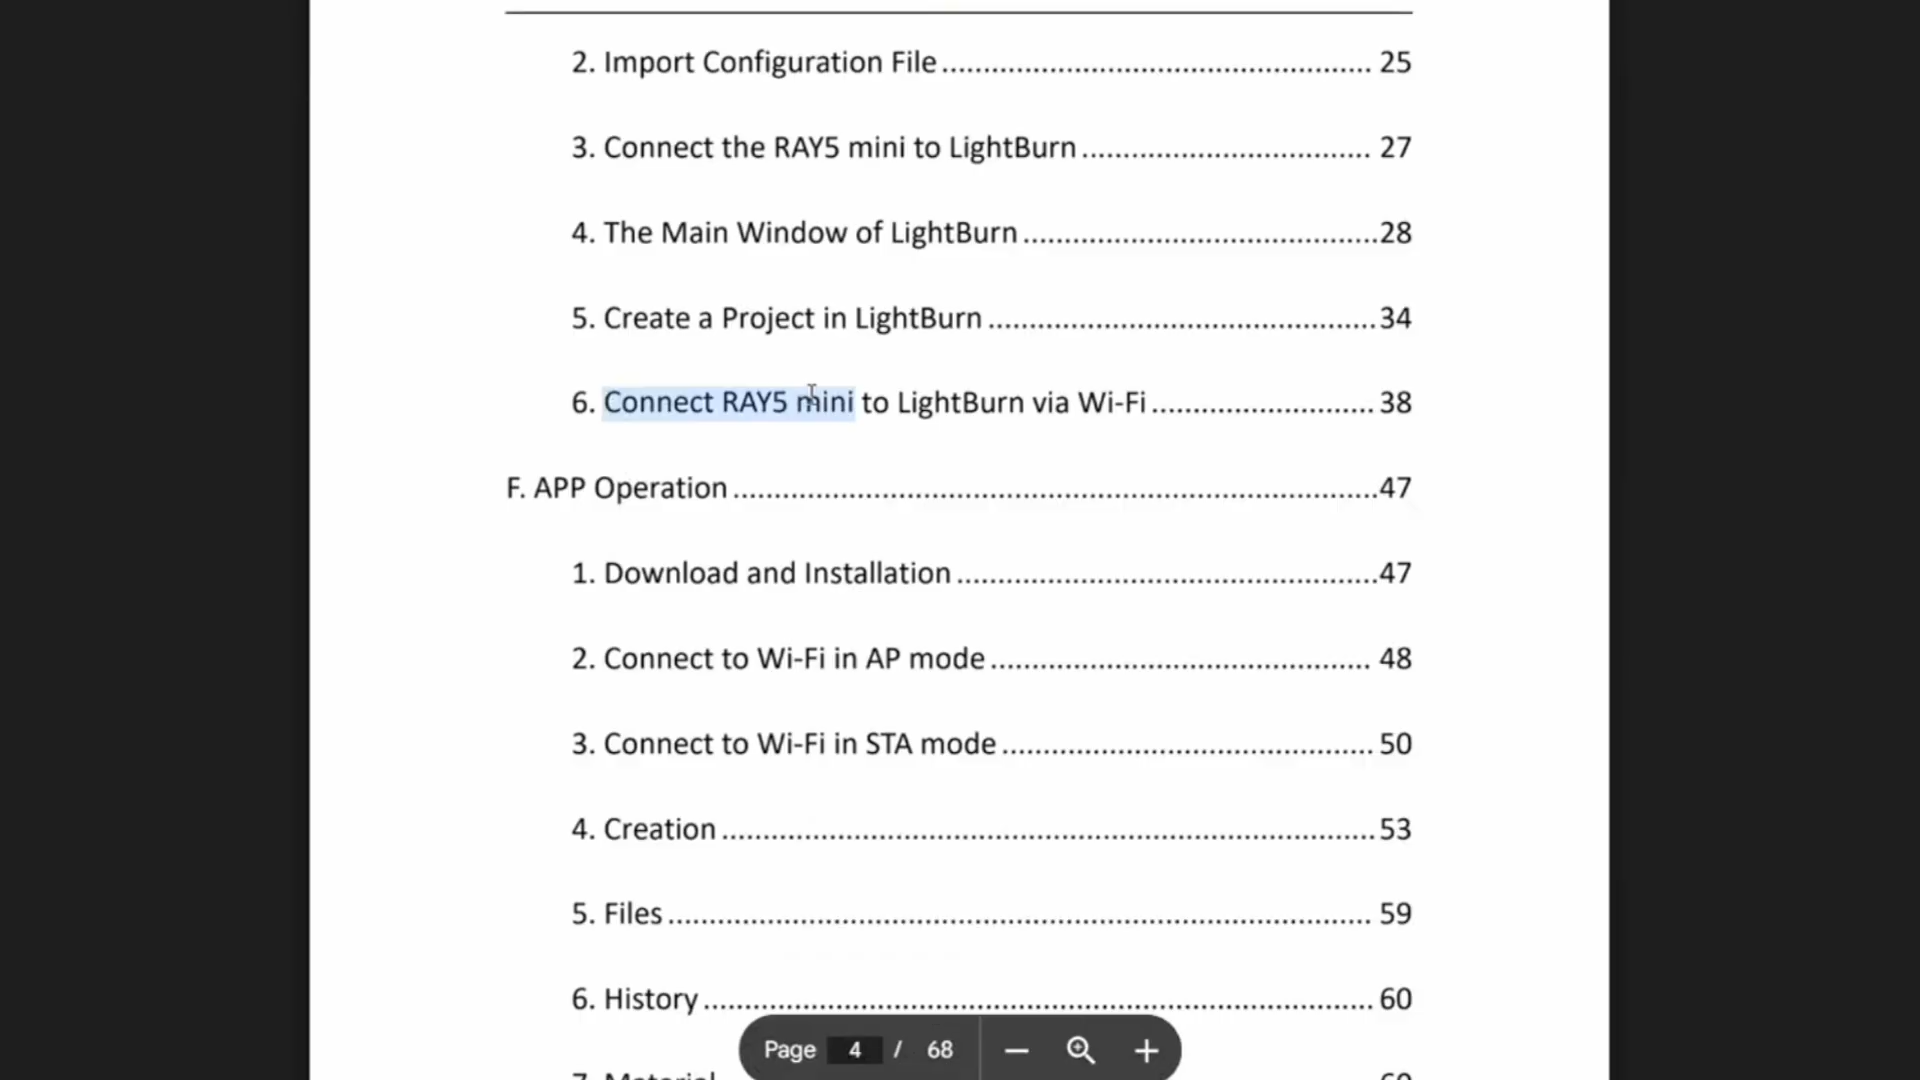 2. Import Configuration File.................................................... 25
3. Connect the RAY5 mini to LightBurn................................... 27
4. The Main Window of LightBurn...........................................28
5. Create a Project in LightBurn...............................................34
6. Connect RAY5 mini to LightBurn via Wi-Fi........................... 38
F. APP Operation..............................................................................47
1. Download and Installation...................................................47
2. Connect to Wi-Fi in AP mode.............................................. 48
3. Connect to Wi-Fi in STA mode............................................. 50
4. Creation...............................................................................53
5. Files..................................................................................... 59
6. History................................................................................. 60
7. Material
Page 4 / 68